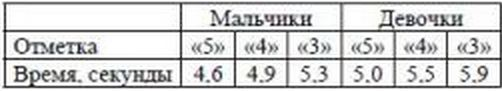 Мальчики Девочки
Отметка «5» «4» «3» «5» «4» «3»
Время, секунды 4,6 4,9 5,3 5,0 5,5 5,9